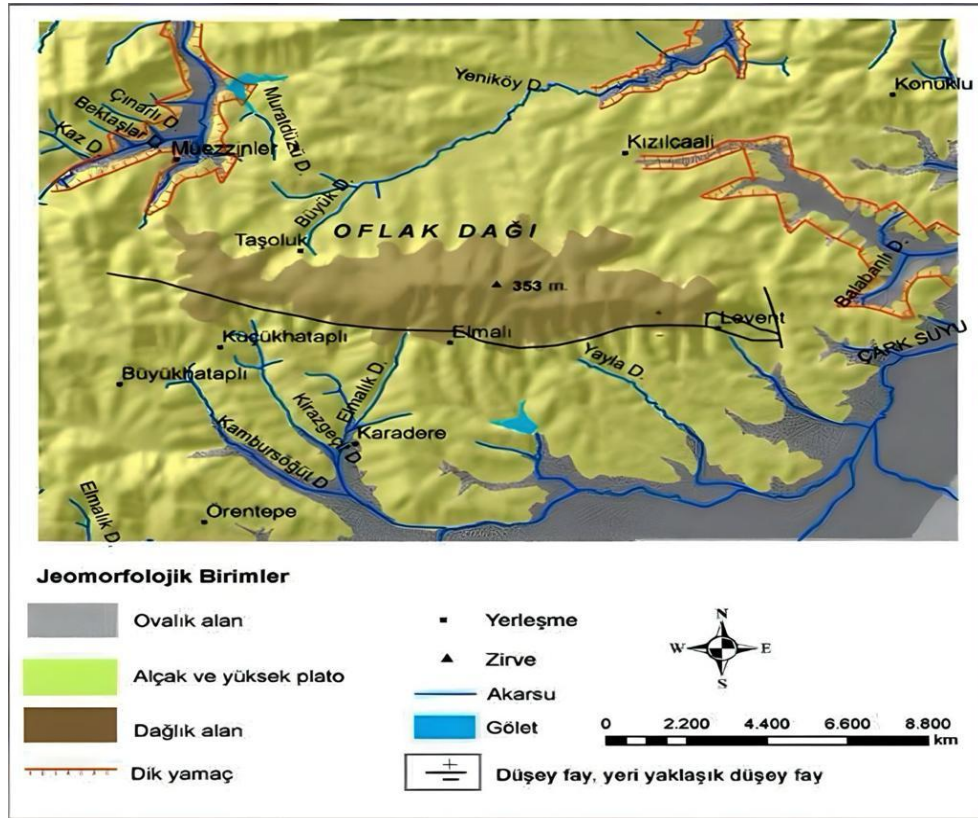 Yeniköy D.
Konuklu
Muratdüzü D.
Çınarlı D.
Bektaşlar D.
Kaz D.
Müezzinler
Kızılcaali
Büyük D.
OFLAK DAĞI
Taşoluk
353 m.
Balabanlı D.
Levent
Elmalı
Küçükhataplı
ÇARK SUYU
Yayla D.
Büyükhataplı
Elmalık D.
Kirazgeçit D.
Karadere
Kambursöğüt D
Elmalık D.
Örentepe
Jeomorfolojik Birimler
Ovalık alan
Alçak ve yüksek plato
Dağlık alan
Dik yamaç
Yerleşme
Zirve
Akarsu
Gölet
Düşey fay, yeri yaklaşık düşey fay
N
W E
S
0 2.200 4.400 6.600 8.800
km